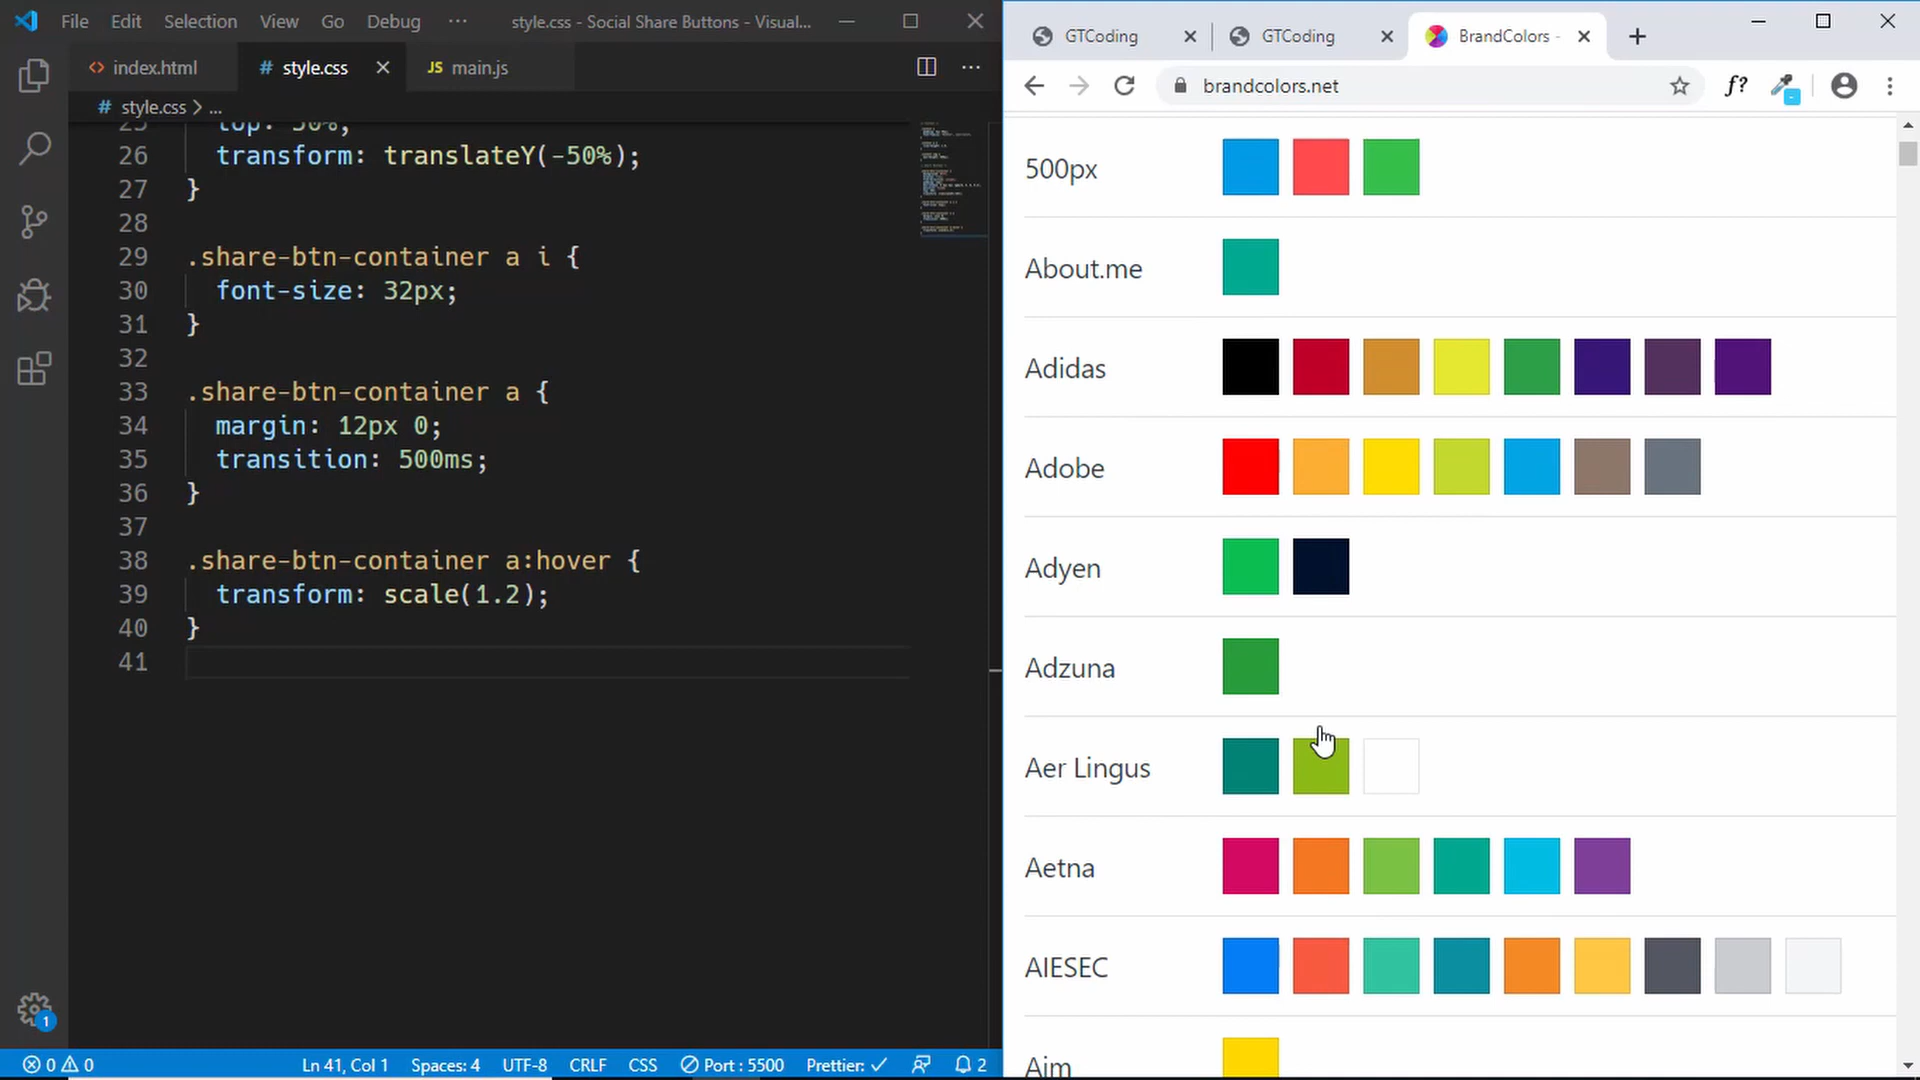 File Edit Selection View Go Debug ··· style.css - Social Share Buttons - Visual...
index.html
style.css
JS main.js
# style.css > ...
25 top: 50%;
26 transform: translateY(-50%);
27 }
28
29 .share-btn-container a i {
30 font-size: 32px;
31 }
32
33 .share-btn-container a {
34 margin: 12px 0;
35 transition: 500ms;
36 }
37
38 .share-btn-container a:hover {
39 transform: scale(1.2);
40 }
41
1
0 0 Ln 41, Col 1 Spaces: 4 UTF-8 CRLF CSS Port : 5500 Prettier: ✓ 2
GTCoding
GTCoding
BrandColors -
brandcolors.net
f?
500px
About.me
Adidas
Adobe
Adyen
Adzuna
Aer Lingus
Aetna
AIESEC
Aim